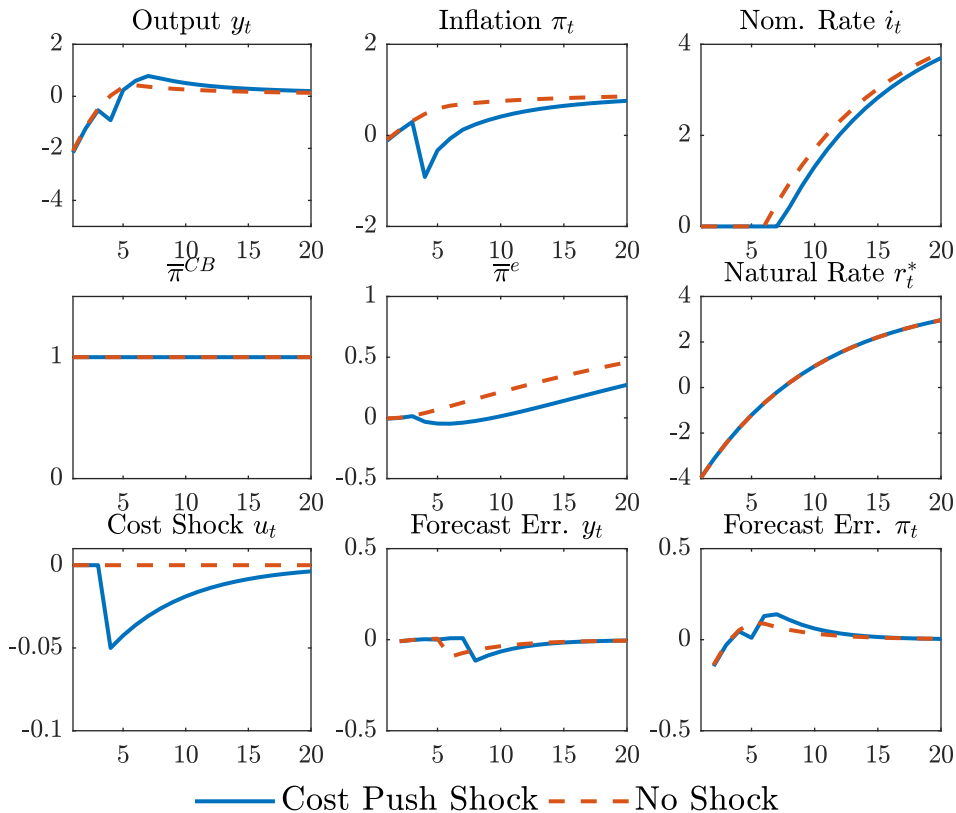 Output y_t
Inflation π_t
Nom. Rate i_t
2
0
-2
-4
5 10 15 20
2
0
-2
5 10 15 20
4
2
0
5 10 15 20
π̅^{CB}
π̅^e
Natural Rate r_t^*
1
0
5 10 15 20
1
0.5
0
-0.5
5 10 15 20
4
2
0
-2
-4
5 10 15 20
Cost Shock u_t
Forecast Err. y_t
Forecast Err. π_t
0
-0.05
-0.1
5 10 15 20
0.5
0
-0.5
5 10 15 20
0.5
0
-0.5
5 10 15 20
Cost Push Shock No Shock